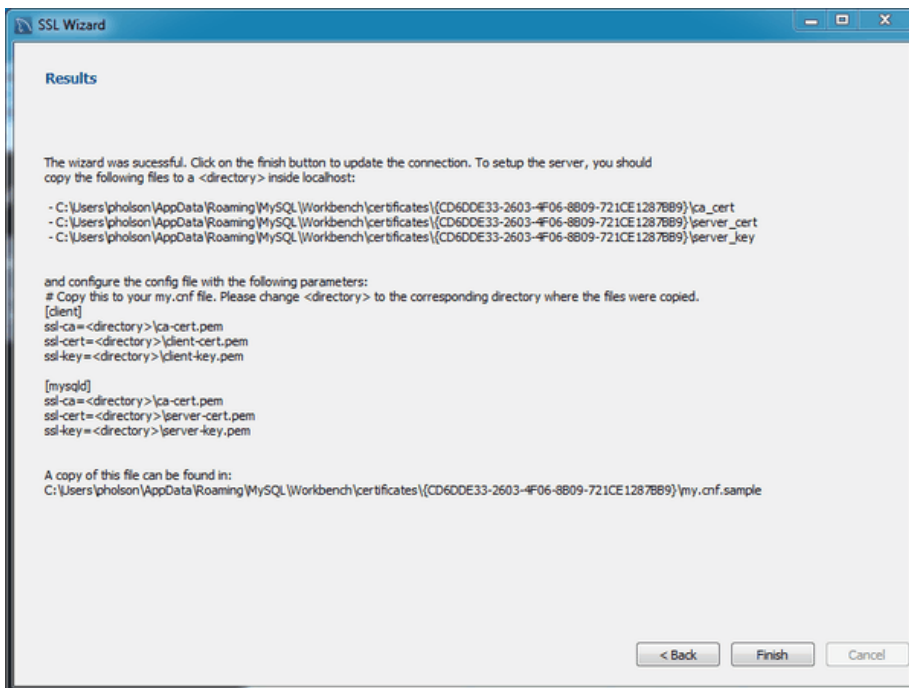 SSL Wizard
Results
The wizard was sucessful. Click on the finish button to update the connection. To setup the server, you should
copy the following files to a <directory> inside localhost:
- C:\Users\pholson\AppData\Roaming\MySQL\Workbench\certificates\{CD6DDE33-2603-4F06-8B09-721CE1287BB9}\ca_cert
- C:\Users\pholson\AppData\Roaming\MySQL\Workbench\certificates\{CD6DDE33-2603-4F06-8B09-721CE1287BB9}\server_cert
- C:\Users\pholson\AppData\Roaming\MySQL\Workbench\certificates\{CD6DDE33-2603-4F06-8B09-721CE1287BB9}\server_key
and configure the config file with the following parameters:
# Copy this to your my.cnf file. Please change <directory> to the corresponding directory where the files were copied.
[client]
ssl-ca=<directory>\ca-cert.pem
ssl-cert=<directory>\client-cert.pem
ssl-key=<directory>\client-key.pem
[mysqld]
ssl-ca=<directory>\ca-cert.pem
ssl-cert=<directory>\server-cert.pem
ssl-key=<directory>\server-key.pem
A copy of this file can be found in:
C:\Users\pholson\AppData\Roaming\MySQL\Workbench\certificates\{CD6DDE33-2603-4F06-8B09-721CE1287BB9}\my.cnf.sample
< Back Finish Cancel